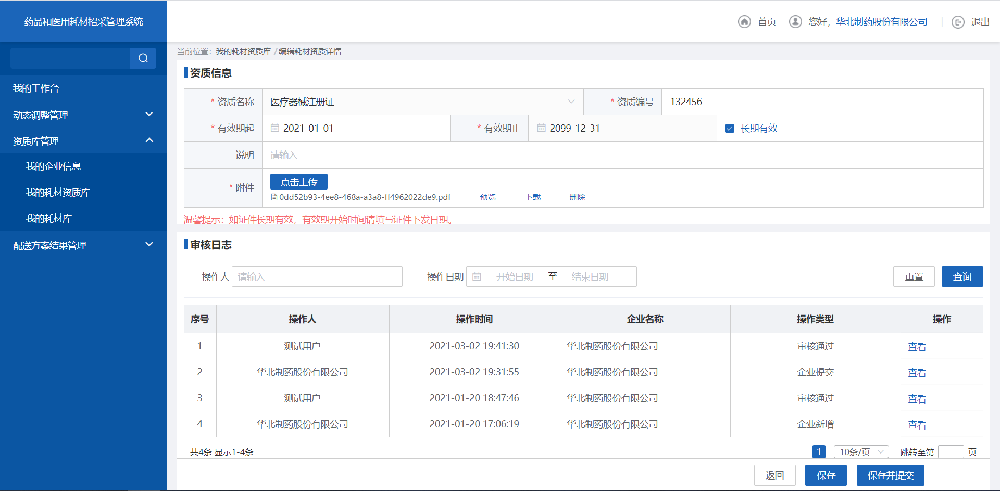 药品和医用耗材招采管理系统
首页
您好，华北制药股份有限公司
退出
我的工作台
动态调整管理
资质库管理
我的企业信息
我的耗材资质库
我的耗材库
配送方案结果管理
当前位置：我的耗材资质库 / 编辑耗材资质详情
资质信息
* 资质名称 医疗器械注册证 * 资质编号 132456
* 有效期起 2021-01-01 * 有效期止 2099-12-31 长期有效
说明 请输入
* 附件 点击上传
0dd52b93-4ee8-468a-a3a8-ff4962022de9.pdf 预览 下载 删除
温馨提示：如证件长期有效，有效期开始时间请填写证件下发日期。
审核日志
操作人 请输入 操作日期 开始日期 至 结束日期 重置 查询
序号 操作人 操作时间 企业名称 操作类型 操作
1 测试用户 2021-03-02 19:41:30 华北制药股份有限公司 审核通过 查看
2 华北制药股份有限公司 2021-03-02 19:31:55 华北制药股份有限公司 企业提交 查看
3 测试用户 2021-01-20 18:47:46 华北制药股份有限公司 审核通过 查看
4 华北制药股份有限公司 2021-01-20 17:06:19 华北制药股份有限公司 企业新增 查看
共4条 显示1-4条 1 10条/页 跳转至第 页
返回 保存 保存并提交